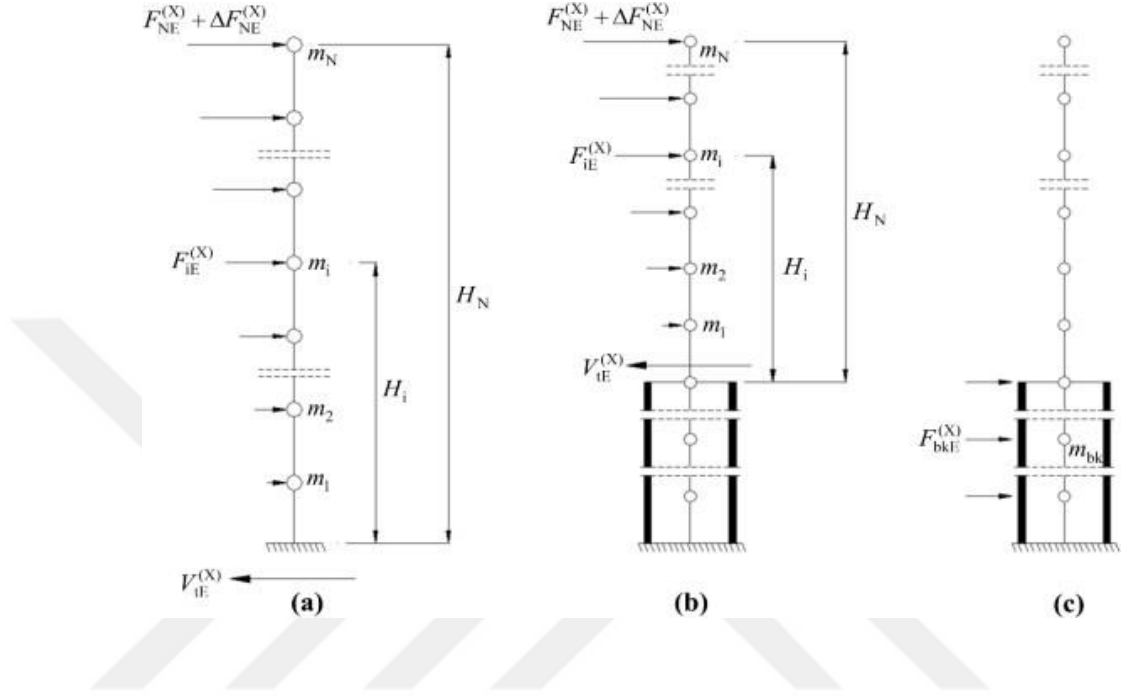 F_NE^(X) + ΔF_NE^(X)
m_N
F_iE^(X)
m_i
H_N
H_i
m_2
m_1
V_tE^(X)
(a)
F_NE^(X) + ΔF_NE^(X)
m_N
F_iE^(X)
m_i
H_N
H_i
m_2
m_1
V_tE^(X)
(b)
F_bkE^(X)
m_bk
(c)